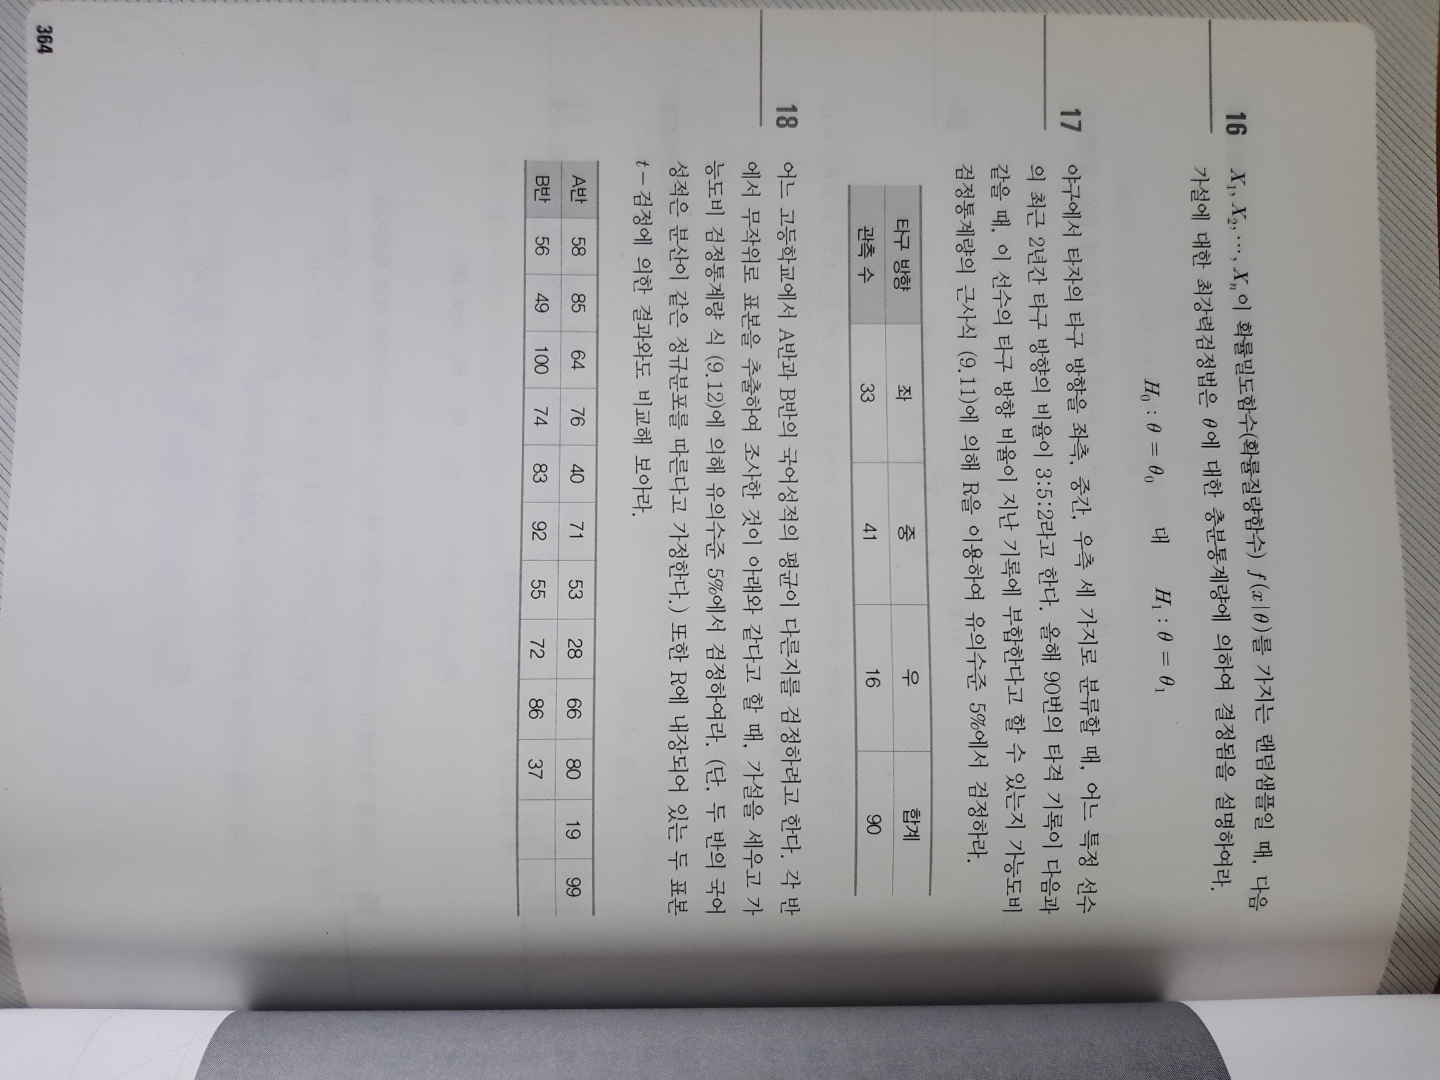 16 X₁, X₂, ⋯, Xₙ이 확률밀도함수(확률질량함수) f(x|θ)를 가지는 랜덤샘플일 때, 다음
가설에 대한 최강력검정법은 θ에 대한 충분통계량에 의하여 결정됨을 설명하여라.
H₀ : θ = θ₀ 대 H₁ : θ = θ₁
17 야구에서 타자의 타구 방향을 좌측, 중간, 우측 세 가지로 분류할 때, 어느 특정 선수
의 최근 2년간 타구 방향의 비율이 3:5:2라고 한다. 올해 90번의 타격 기록이 다음과
같을 때, 이 선수의 타구 방향 비율이 지난 기록에 부합한다고 할 수 있는지 가능도비
검정통계량의 근사식 (9.11)에 의해 R을 이용하여 유의수준 5%에서 검정하라.
타구 방향 좌 중 우 합계
관측 수 33 41 16 90
18 어느 고등학교에서 A반과 B반의 국어성적의 평균이 다른지를 검정하려고 한다. 각 반
에서 무작위로 표본을 추출하여 조사한 것이 아래와 같다고 할 때, 가설을 세우고 가
능도비 검정통계량 식 (9.12)에 의해 유의수준 5%에서 검정하여라. (단, 두 반의 국어
성적은 분산이 같은 정규분포를 따른다고 가정한다.) 또한 R에 내장되어 있는 두 표본
t − 검정에 의한 결과와도 비교해 보아라.
A반 58 85 64 76 40 71 53 28 66 80 19 99
B반 56 49 100 74 83 92 55 72 86 37
364